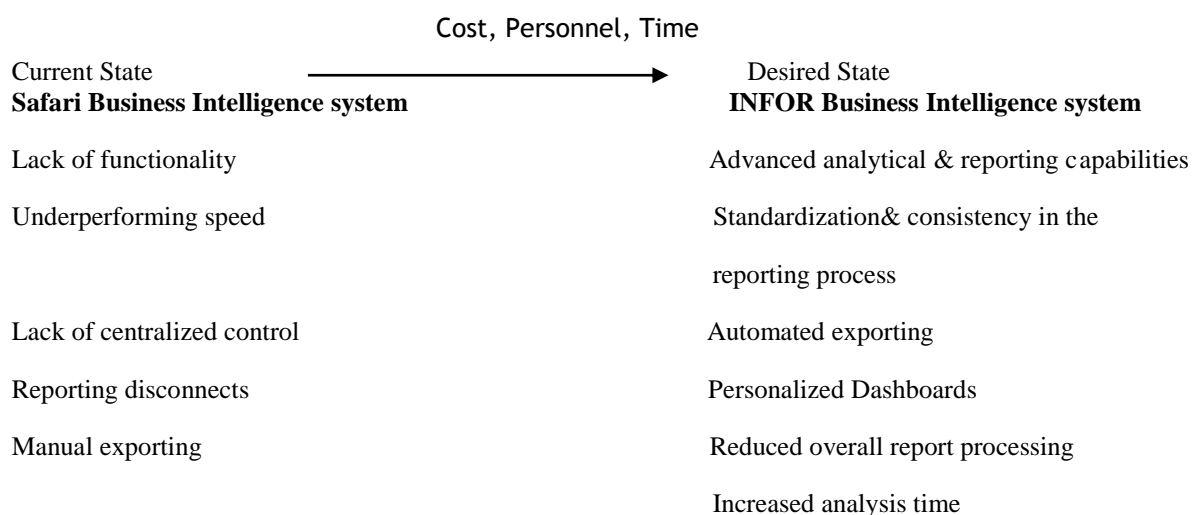 Cost, Personnel, Time
Current State Desired State
Safari Business Intelligence system INFOR Business Intelligence system
Lack of functionality Advanced analytical & reporting capabilities
Underperforming speed Standardization& consistency in the
reporting process
Lack of centralized control Automated exporting
Reporting disconnects Personalized Dashboards
Manual exporting Reduced overall report processing
Increased analysis time